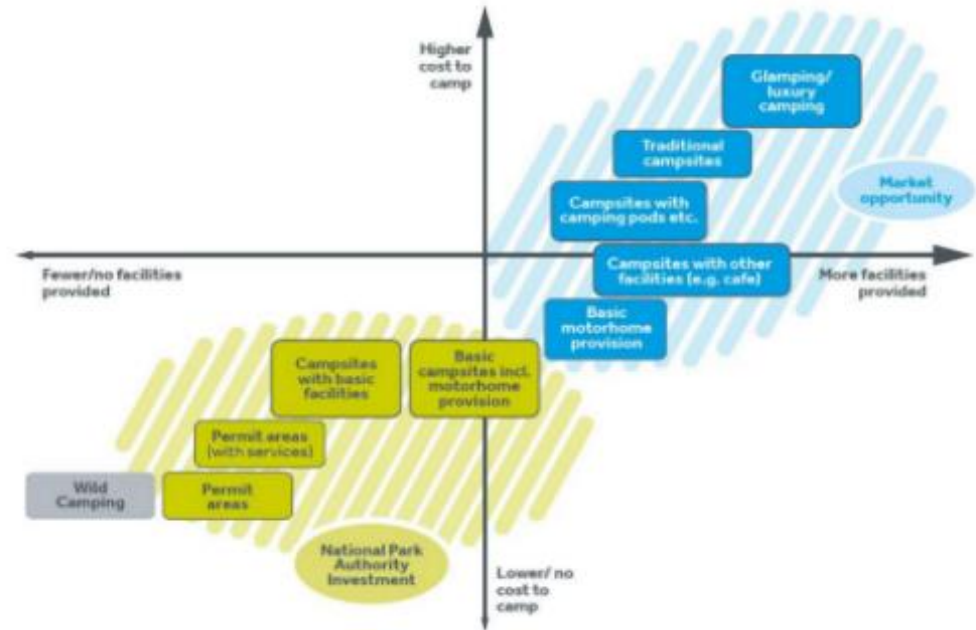 Higher
cost to
camp
Glamping/
luxury
camping
Traditional
campsites
Market
opportunity
Campsites with
camping pods etc.
Fewer/no facilities
provided
Campsites with other
facilities (e.g. cafe)
More facilities
provided
Basic
motorhome
provision
Campsites
with basic
facilities
Basic
campsites incl.
motorhome
provision
Permit areas
(with services)
Wild
Camping
Permit
areas
National Park
Authority
Investment
Lower/ no
cost to
camp